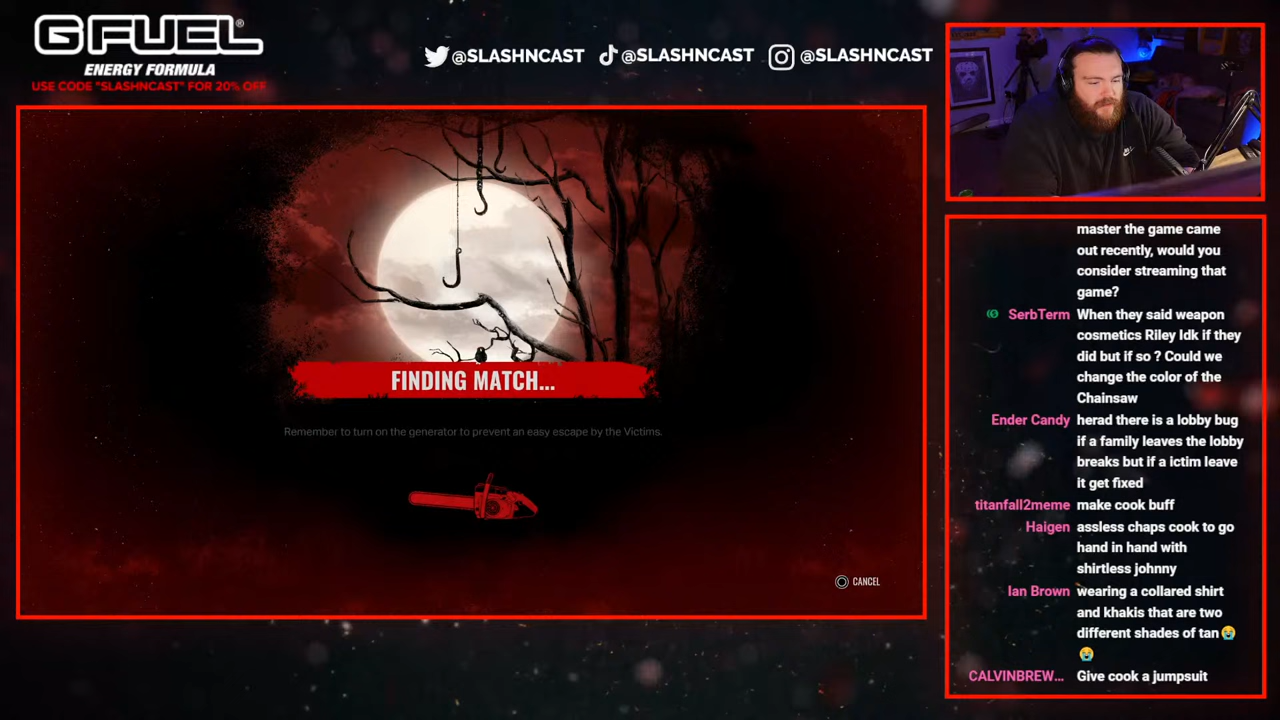 GFUEL®
ENERGY FORMULA
USE CODE "SLASHNCAST" FOR 20% OFF
@SLASHNCAST @SLASHNCAST @SLASHNCAST
FINDING MATCH...
Remember to turn on the generator to prevent an easy escape by the Victims.
CANCEL
master the game came
out recently, would you
consider streaming that
game?
SerbTerm When they said weapon
cosmetics Riley Idk if they
did but if so ? Could we
change the color of the
Chainsaw
Ender Candy herad there is a lobby bug
if a family leaves the lobby
breaks but if a ictim leave
it get fixed
titanfall2meme make cook buff
Haigen assless chaps cook to go
hand in hand with
shirtless johnny
Ian Brown wearing a collared shirt
and khakis that are two
different shades of tan😭
😭
CALVINBREW... Give cook a jumpsuit